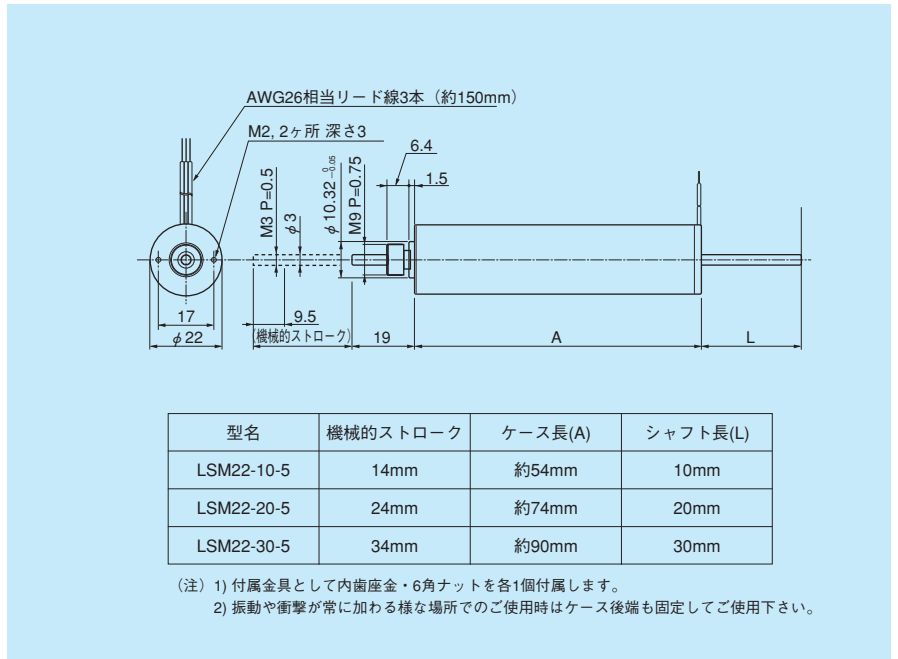 AWG26相当リード線3本（約150mm）
M2, 2ヶ所 深さ3
6.4
1.5
M3 P=0.5
φ3
φ10.32 0 -0.05
M9 P=0.75
17
φ22
9.5
(機械的ストローク)
19
A
L
型名 機械的ストローク ケース長(A) シャフト長(L)
LSM22-10-5 14mm 約54mm 10mm
LSM22-20-5 24mm 約74mm 20mm
LSM22-30-5 34mm 約90mm 30mm
（注）1) 付属金具として内歯座金・6角ナットを各1個付属します。
2) 振動や衝撃が常に加わる様な場所でのご使用時はケース後端も固定してご使用下さい。